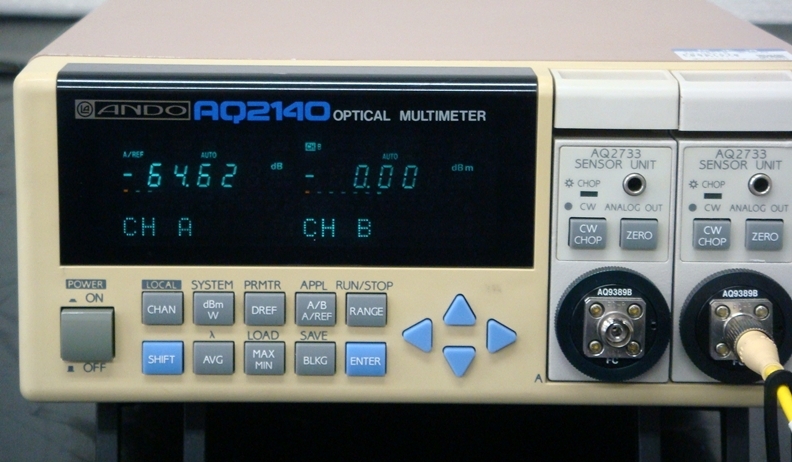 ANDO AQ2140 OPTICAL MULTIMETER
A/REF AUTO
-64.62 dB
CH B AUTO
- 0.00 dBm
CH A CH B
POWER
ON
OFF
LOCAL SYSTEM PRMTR APPL RUN/STOP
CHAN dBm W DREF A/B A/REF RANGE
λ LOAD SAVE
SHIFT AVG MAX MIN BLKG ENTER
AQ2733
SENSOR UNIT
CHOP
CW ANALOG OUT
CW CHOP ZERO
AQ9389B
FC
A
AQ2733
SENSOR UNIT
CHOP
CW ANALOG OUT
CW CHOP ZERO
AQ9389B